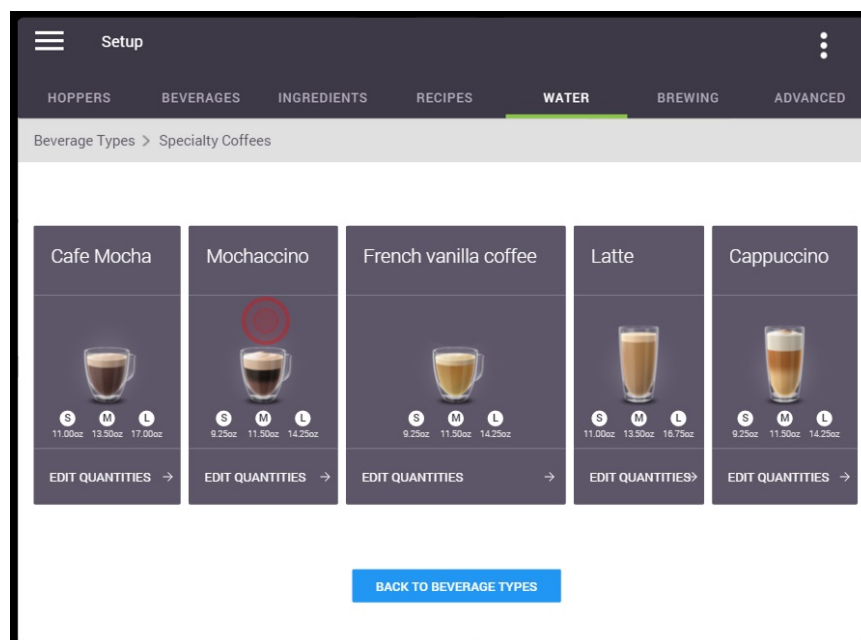 Setup
HOPPERS BEVERAGES INGREDIENTS RECIPES WATER BREWING ADVANCED
Beverage Types > Specialty Coffees
Cafe Mocha Mochaccino French vanilla coffee Latte Cappuccino
S M L S M L S M L S M L S M L
11.00oz 13.50oz 17.00oz 9.25oz 11.50oz 14.25oz 9.25oz 11.50oz 14.25oz 11.00oz 13.50oz 16.75oz 9.25oz 11.50oz 14.25oz
EDIT QUANTITIES → EDIT QUANTITIES → EDIT QUANTITIES → EDIT QUANTITIES → EDIT QUANTITIES →
BACK TO BEVERAGE TYPES